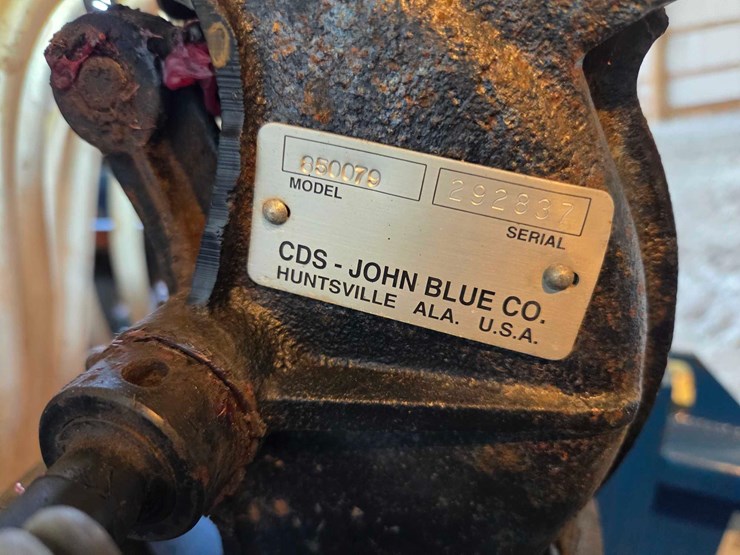 850079 292837
MODEL SERIAL
CDS - JOHN BLUE CO.
HUNTSVILLE ALA. U.S.A.